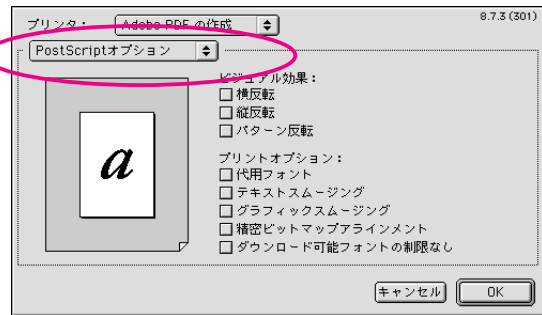 プリンタ： Adobe PDF の作成 8.7.3 (301)
PostScriptオプション
ビジュアル効果：
横反転
縦反転
パターン反転
プリントオプション：
代用フォント
テキストスムージング
グラフィックスムージング
精密ビットマップアラインメント
ダウンロード可能フォントの制限なし
a
キャンセル OK